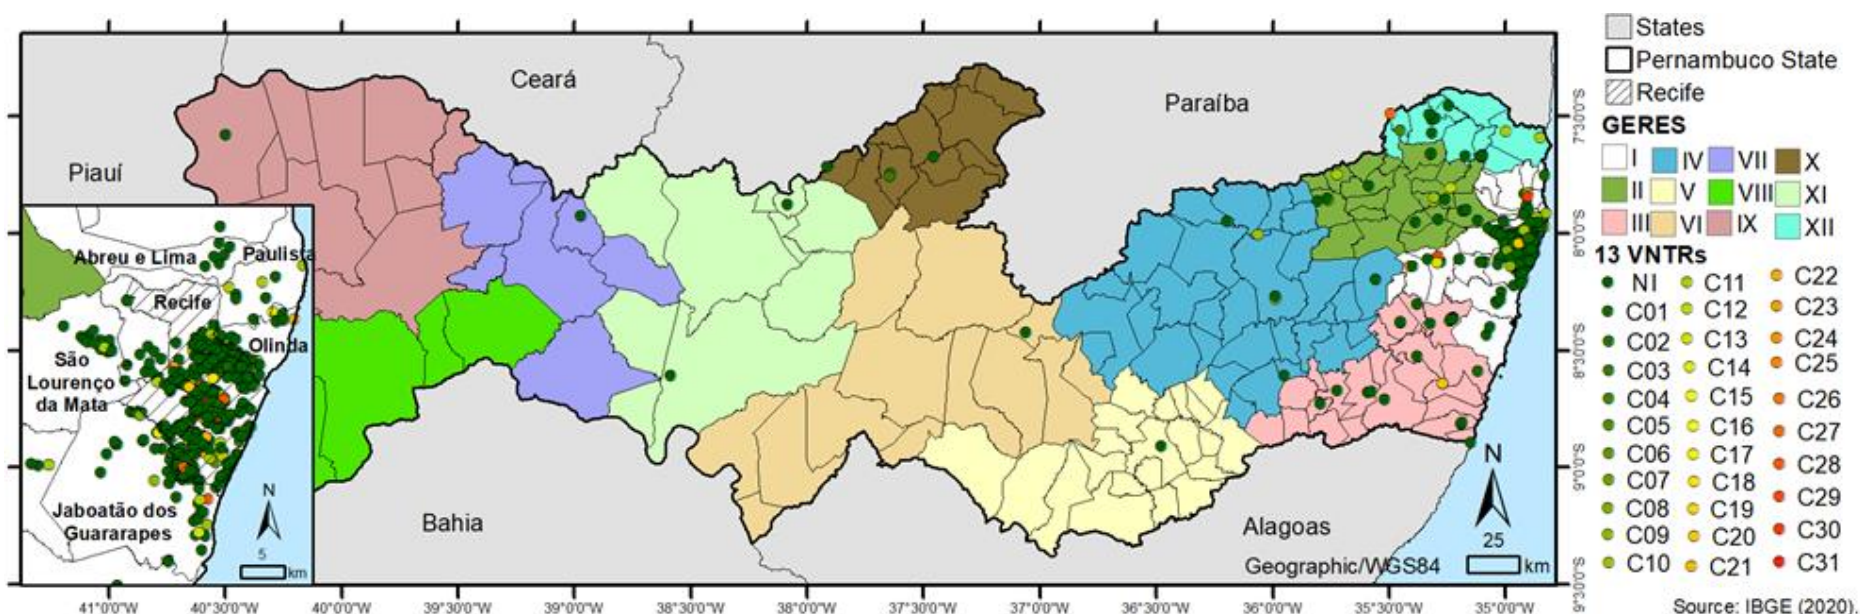 Piauí
Ceará
Paraíba
Bahia
Alagoas
Geographic/WGS84
N
25
km
Abreu e Lima
Paulista
Recife
Olinda
São
Lourenço
da Mata
Jaboatão dos
Guararapes
N
5
km
41°0'0"W 40°30'0"W 40°0'0"W 39°30'0"W 39°0'0"W 38°30'0"W 38°0'0"W 37°30'0"W 37°0'0"W 36°30'0"W 36°0'0"W 35°30'0"W 35°0'0"W
7°30'0"S
8°0'0"S
8°30'0"S
9°0'0"S
9°30'0"S
States
Pernambuco State
Recife
GERES
I IV VII X
II V VIII XI
III VI IX XII
13 VNTRs
NI C11 C22
C01 C12 C23
C02 C13 C24
C03 C14 C25
C04 C15 C26
C05 C16 C27
C06 C17 C28
C07 C18 C29
C08 C19 C30
C09 C20 C31
C10 C21
Source: IBGE (2020)